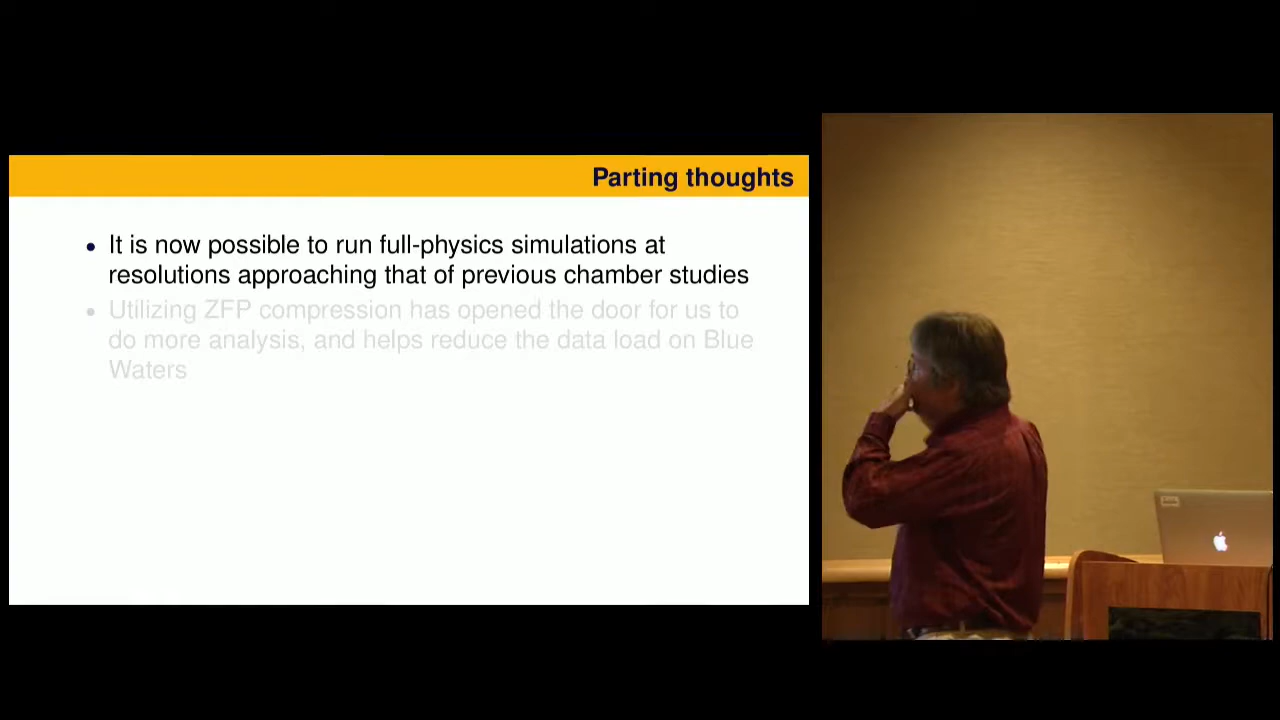 Parting thoughts
• It is now possible to run full-physics simulations at
resolutions approaching that of previous chamber studies
• Utilizing ZFP compression has opened the door for us to
do more analysis, and helps reduce the data load on Blue
Waters